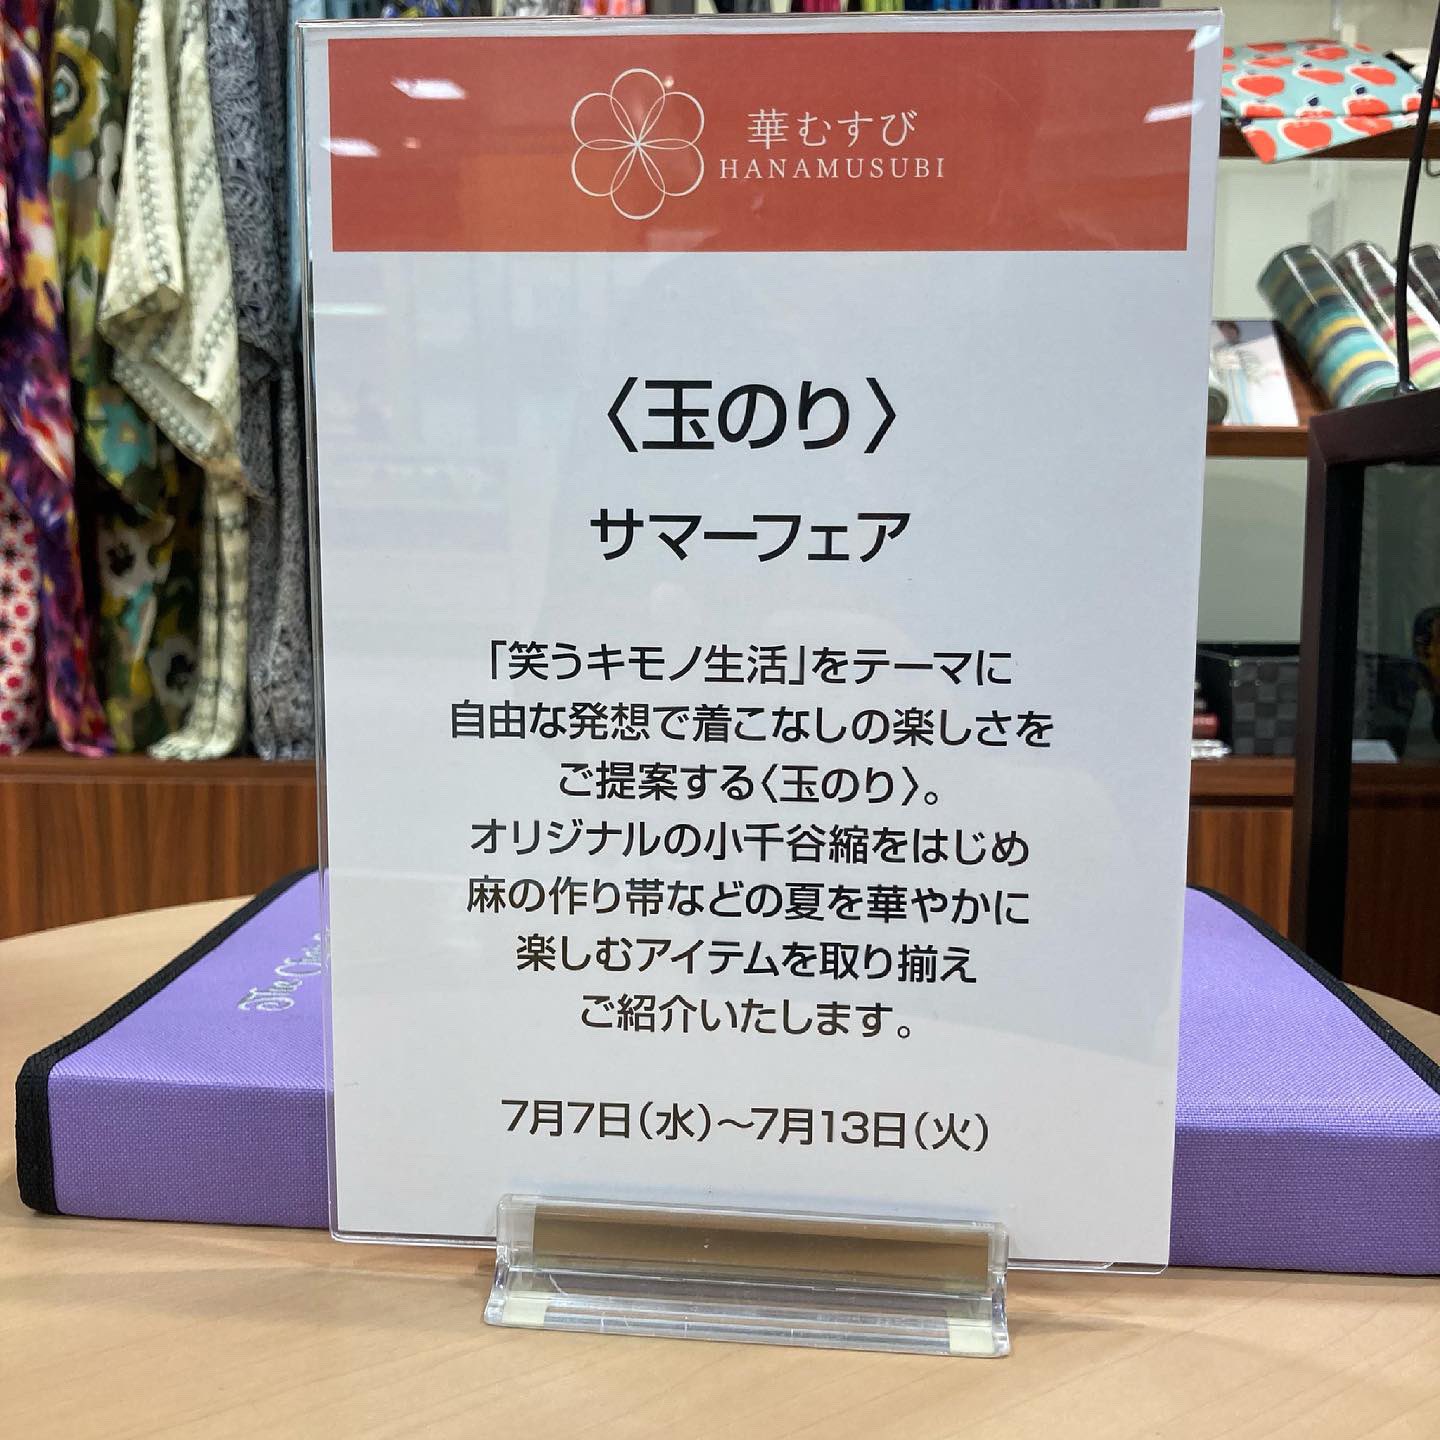 華むすび
HANAMUSUBI
〈玉のり〉
サマーフェア
「笑うキモノ生活」をテーマに
自由な発想で着こなしの楽しさを
ご提案する〈玉のり〉。
オリジナルの小千谷縮をはじめ
麻の作り帯などの夏を華やかに
楽しむアイテムを取り揃え
ご紹介いたします。
7月7日（水）～7月13日（火）
The